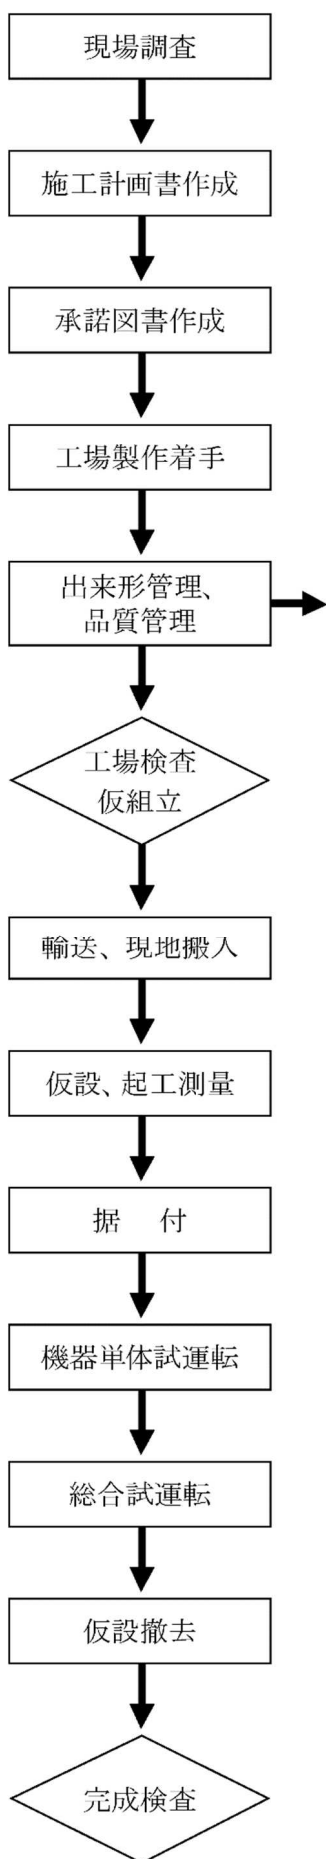 現場調査
施工計画書作成
承諾図書作成
工場製作着手
出来形管理、
品質管理
工場検査
仮組立
輸送、現地搬入
仮設、起工測量
据　付
機器単体試運転
総合試運転
仮設撤去
完成検査